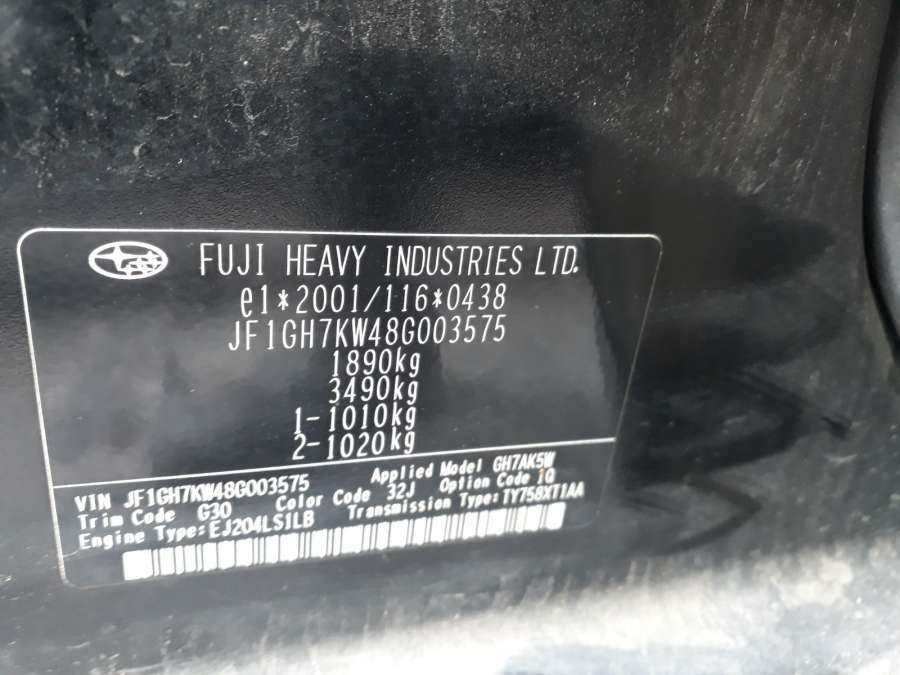 FUJI HEAVY INDUSTRIES LTD.
e1*2001/116*0438
JF1GH7KW48G003575
1890kg
3490kg
1-1010kg
2-1020kg
VIN JF1GH7KW48G003575 Applied Model GH7AK5W
Trim Code G30 Color Code 32J Option Code 1Q
Engine Type:EJ204LS1LB Transmission Type:TY758XT1AA